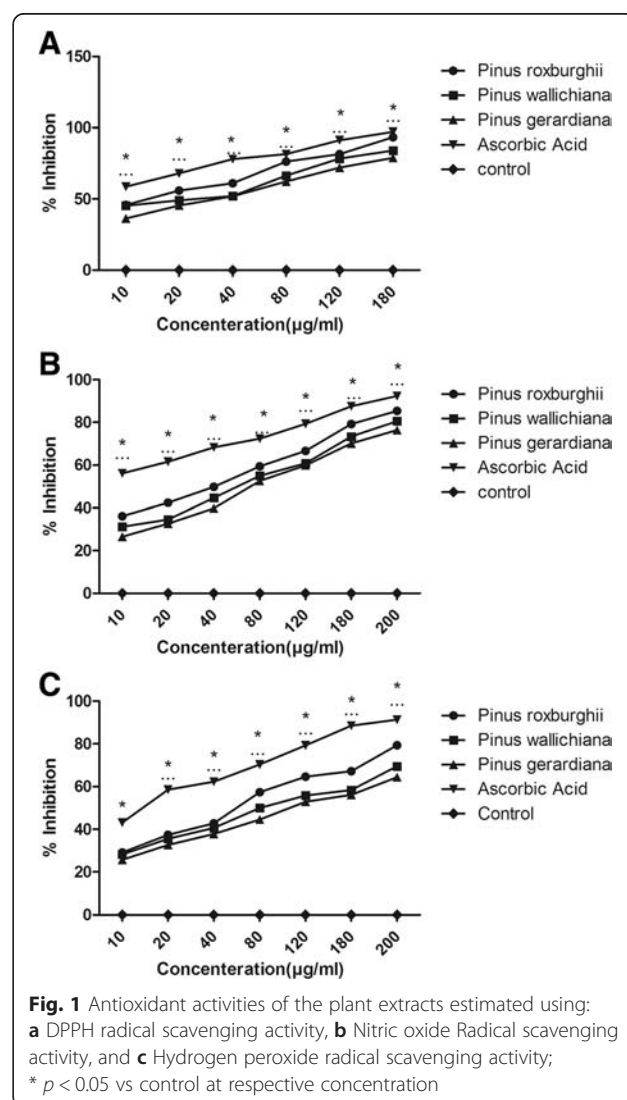 A
150
100
50
0
% Inhibition
* * * * * *
... ... ... ... ... ...
10 20 40 80 120 180
Concenteration(µg/ml)
Pinus roxburghii
Pinus wallichiana
Pinus gerardiana
Ascorbic Acid
control
B
100
80
60
40
20
0
% Inhibition
* * * * * * *
... ... ... ... ... ... ...
10 20 40 80 120 180 200
Concenteration(µg/ml)
Pinus roxburghii
Pinus wallichiana
Pinus gerardiana
Ascorbic Acid
control
C
100
80
60
40
20
0
% Inhibition
* * * * * * *
... ... ... ... ... ...
10 20 40 80 120 180 200
Concenteration(µg/ml)
Pinus roxburghii
Pinus wallichiana
Pinus gerardiana
Ascorbic Acid
Control
Fig. 1 Antioxidant activities of the plant extracts estimated using:
a DPPH radical scavenging activity, b Nitric oxide Radical scavenging
activity, and c Hydrogen peroxide radical scavenging activity;
* p < 0.05 vs control at respective concentration